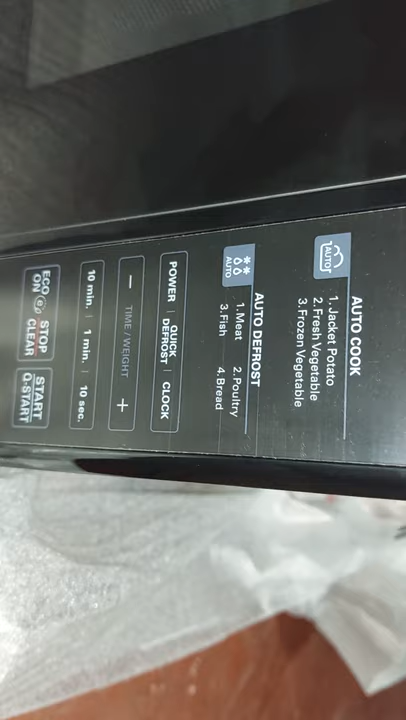 AUTO COOK
AUTO
1.Jacket Potato
2.Fresh Vegetable
3.Frozen Vegetable
AUTO DEFROST
AUTO
1.Meat 2.Poultry
3.Fish 4.Bread
POWER | QUICK DEFROST | CLOCK
− TIME / WEIGHT +
10 min. | 1 min. | 10 sec.
ECO ON e STOP CLEAR
START
Q-START